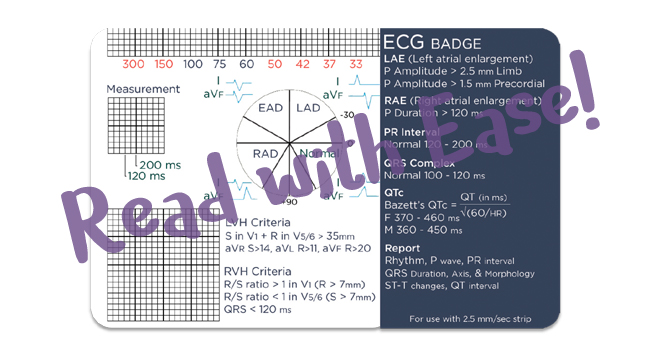 300 150 100 75 60 50 42 37 33
Measurement
200 ms
120 ms
I
aVF
I
aVF
EAD LAD
-30
RAD Normal
I
aVF
I
aVF
+90
LVH Criteria
S in V1 + R in V5/6 > 35mm
aVR S>14, aVL R>11, aVF R>20
RVH Criteria
R/S ratio > 1 in V1 (R > 7mm)
R/S ratio < 1 in V5/6 (S > 7mm)
QRS < 120 ms
ECG BADGE
LAE (Left atrial enlargement)
P Amplitude > 2.5 mm Limb
P Amplitude > 1.5 mm Precordial
RAE (Right atrial enlargement)
P Duration > 120 ms
PR Interval
Normal 120 - 200 ms
QRS Complex
Normal 100 - 120 ms
QTc
Bazett's QTc = QT (in ms)
√(60/HR)
F 370 - 460 ms
M 360 - 450 ms
Report
Rhythm, P wave, PR interval
QRS Duration, Axis, & Morphology
ST-T changes, QT interval
For use with 2.5 mm/sec strip
Read with Ease!